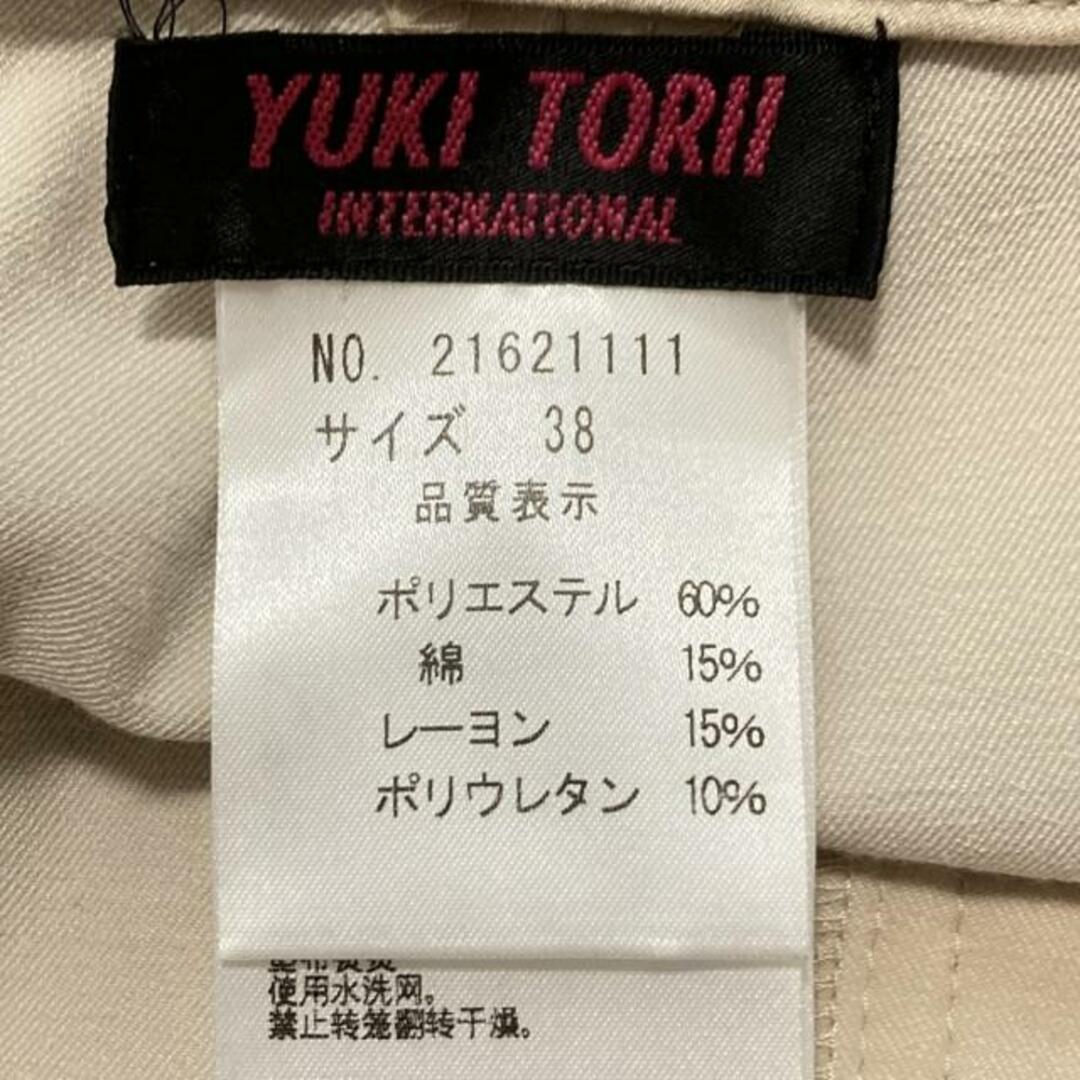 YUKI TORII
INTERNATIONAL
NO. 21621111
サイズ 38
品質表示
ポリエステル 60%
綿 15%
レーヨン 15%
ポリウレタン 10%
使用水洗网。
禁止转笼翻转干燥。